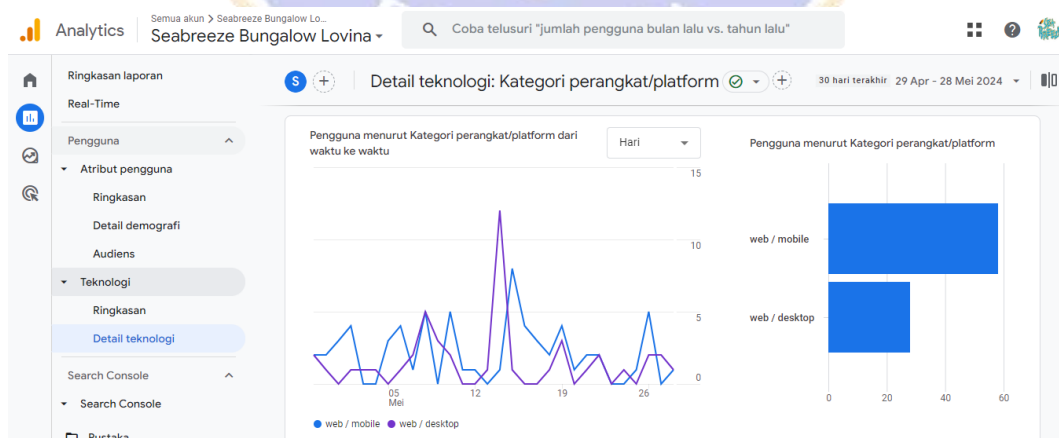 Analytics
Semua akun > Seabreeze Bungalow Lo...
Seabreeze Bungalow Lovina
Coba telusuri "jumlah pengguna bulan lalu vs. tahun lalu"
Ringkasan laporan
Real-Time
Pengguna
Atribut pengguna
Ringkasan
Detail demografi
Audiens
Teknologi
Ringkasan
Detail teknologi
Search Console
Search Console
S
Detail teknologi: Kategori perangkat/platform
30 hari terakhir 29 Apr - 28 Mei 2024
Pengguna menurut Kategori perangkat/platform dari
waktu ke waktu
Hari
15
10
5
0
05
Mei
12
19
26
web / mobile
web / desktop
Pengguna menurut Kategori perangkat/platform
web / mobile
web / desktop
0
20
40
60